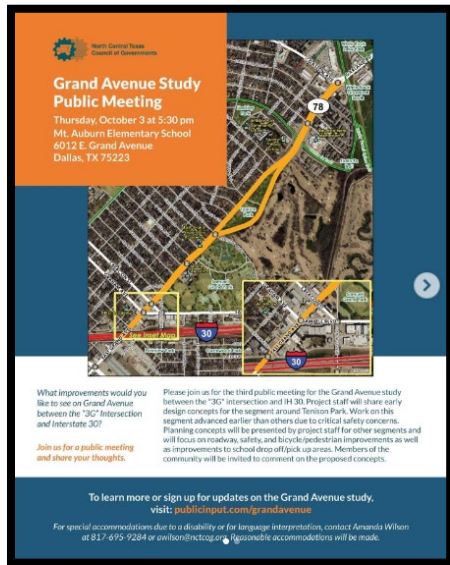 North Central Texas
Council of Governments
Grand Avenue Study
Public Meeting
Thursday, October 3 at 5:30 pm
Mt. Auburn Elementary School
6012 E. Grand Avenue
Dallas, TX 75223
78
See Inset Map
30
30
What improvements would you
like to see on Grand Avenue
between the "3G" Intersection
and Interstate 30?
Join us for a public meeting
and share your thoughts.
Please join us for the third public meeting for the Grand Avenue study
between the "3G" intersection and IH 30. Project staff will share early
design concepts for the segment around Tenison Park. Work on this
segment advanced earlier than others due to critical safety concerns.
Planning concepts will be presented by project staff for other segments and
will focus on roadway, safety, and bicycle/pedestrian improvements as well
as improvements to school drop off/pick up areas. Members of the
community will be invited to comment on the proposed concepts.
To learn more or sign up for updates on the Grand Avenue study,
visit: publicinput.com/grandavenue
For special accommodations due to a disability or for language interpretation, contact Amanda Wilson
at 817-695-9284 or awilson@nctcog.org. Reasonable accommodations will be made.